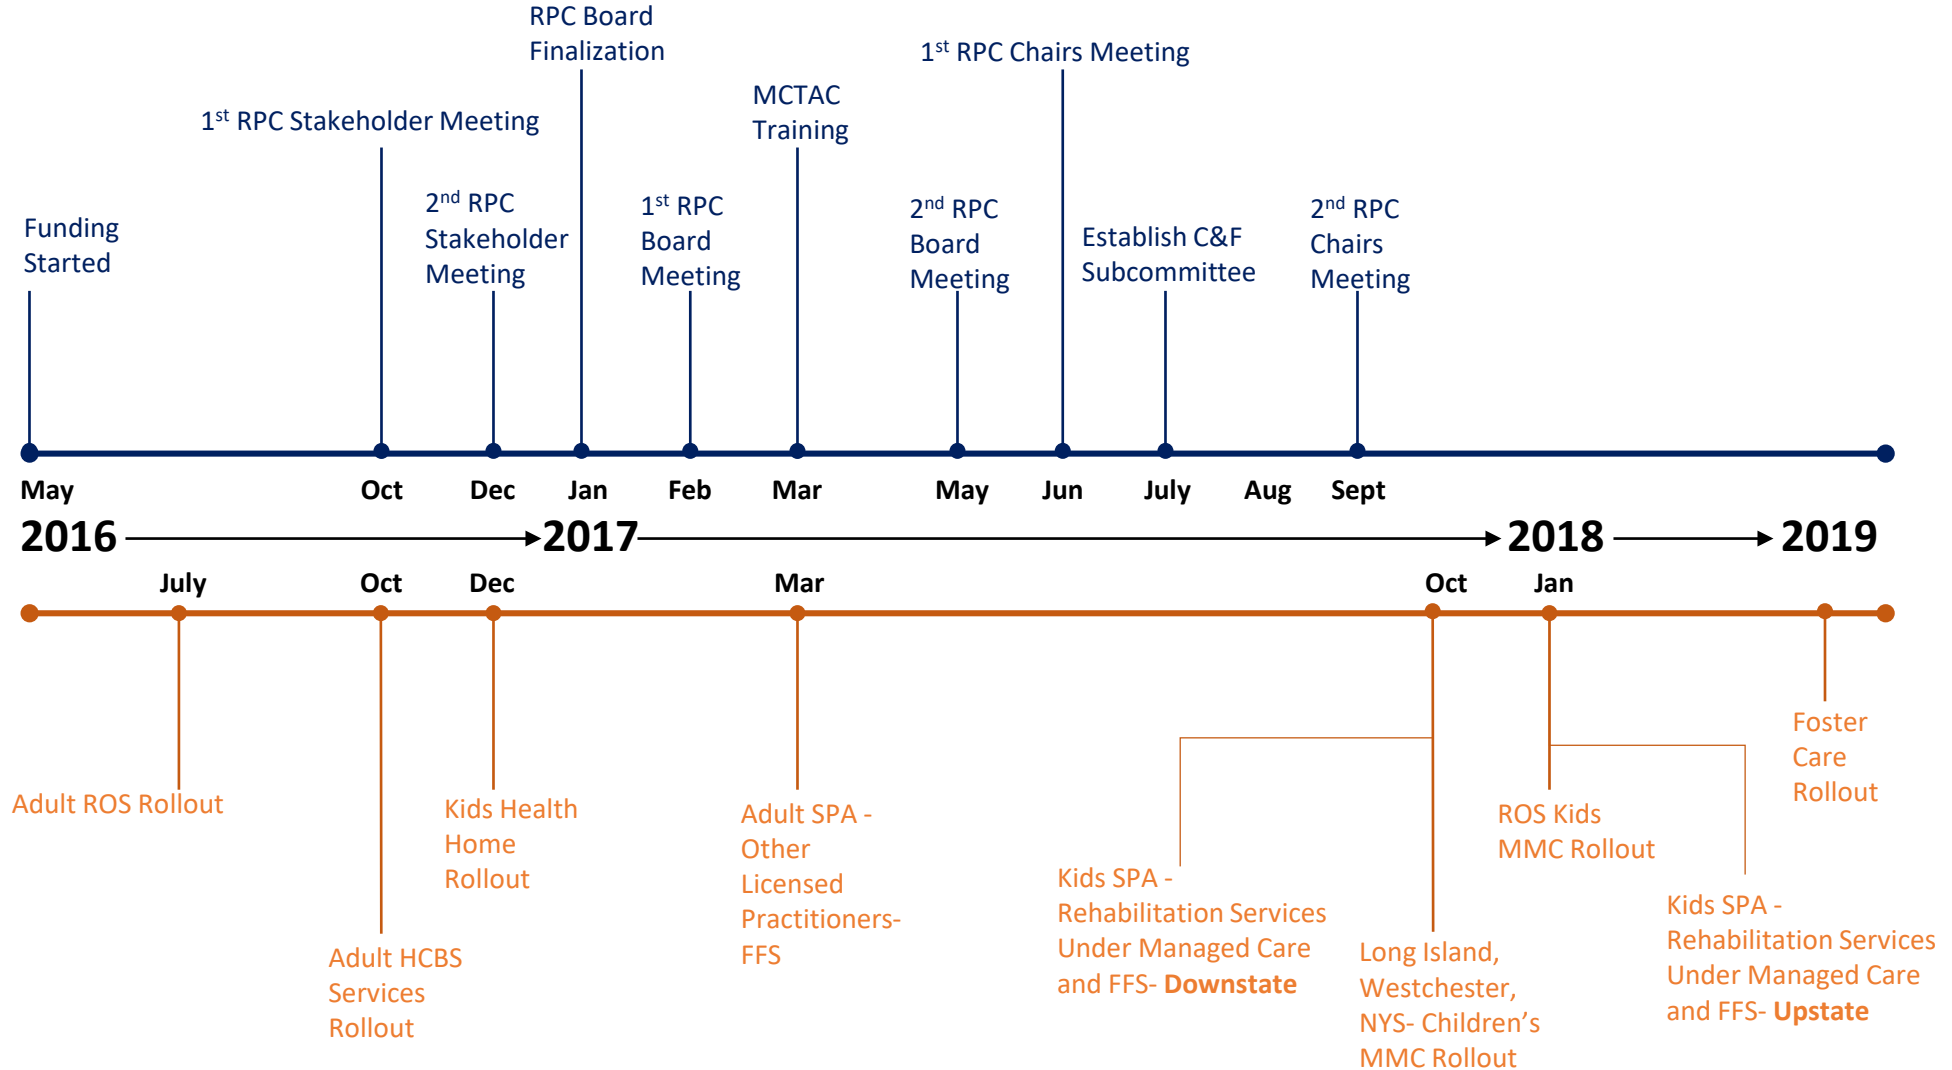 RPC Board
Finalization
1st RPC Chairs Meeting
MCTAC
Training
1st RPC Stakeholder Meeting
Funding
Started
2nd RPC
Stakeholder
Meeting
1st RPC
Board
Meeting
2nd RPC
Board
Meeting
Establish C&F
Subcommittee
2nd RPC
Chairs
Meeting
May Oct Dec Jan Feb Mar May Jun July Aug Sept
2016 2017 2018 2019
July Oct Dec Mar Oct Jan
Adult ROS Rollout
Adult HCBS
Services
Rollout
Kids Health
Home
Rollout
Adult SPA -
Other
Licensed
Practitioners-
FFS
Kids SPA -
Rehabilitation Services
Under Managed Care
and FFS- Downstate
Long Island,
Westchester,
NYS- Children’s
MMC Rollout
ROS Kids
MMC Rollout
Kids SPA -
Rehabilitation Services
Under Managed Care
and FFS- Upstate
Foster
Care
Rollout